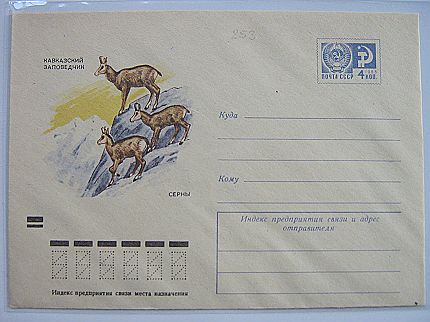 253
КАВКАЗСКИЙ
ЗАПОВЕДНИК
ПОЧТА СССР
4 КОП.
Куда
Кому
СЕРНЫ
Индекс предприятия связи и адрес
отправителя
Индекс предприятия связи места назначения